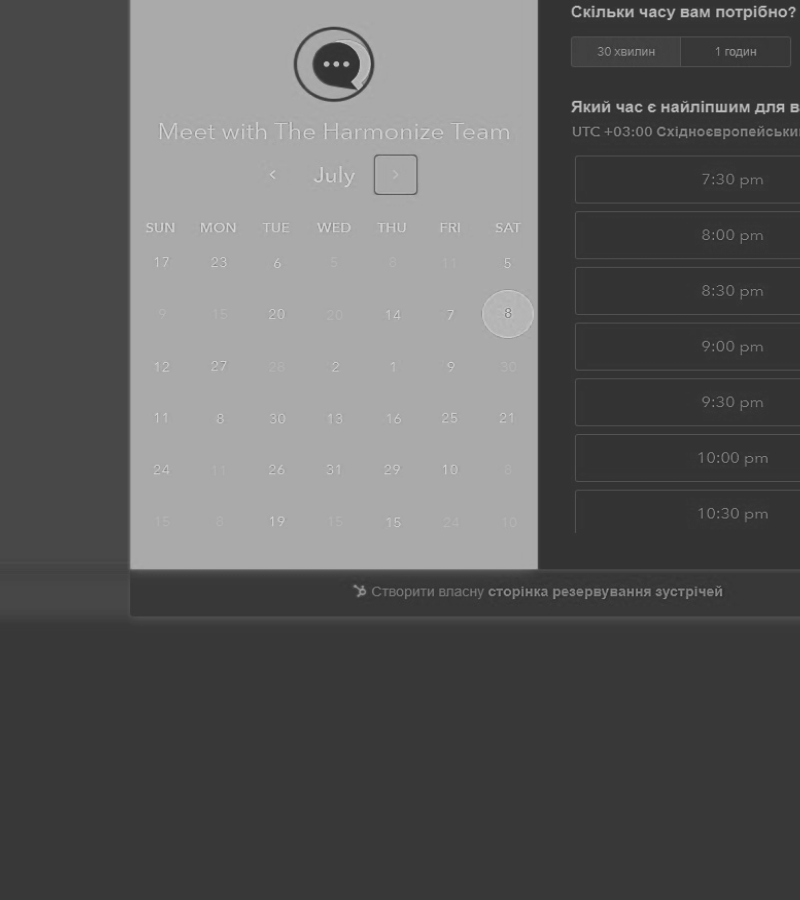 Meet with The Harmonize Team
July
SUN MON TUE WED THU FRI SAT
17 23 6 5 8 11 5
9 15 20 20 14 7 8
12 27 28 2 1 9 30
11 8 30 13 16 25 21
24 11 26 31 29 10 8
15 8 19 15 15 24 10
Скільки часу вам потрібно?
30 хвилин 1 годин
Який час є найліпшим для
UTC +03:00
7:30 pm
8:00 pm
8:30 pm
9:00 pm
9:30 pm
10:00 pm
10:30 pm
Створити власну сторінка резервування зустрічей